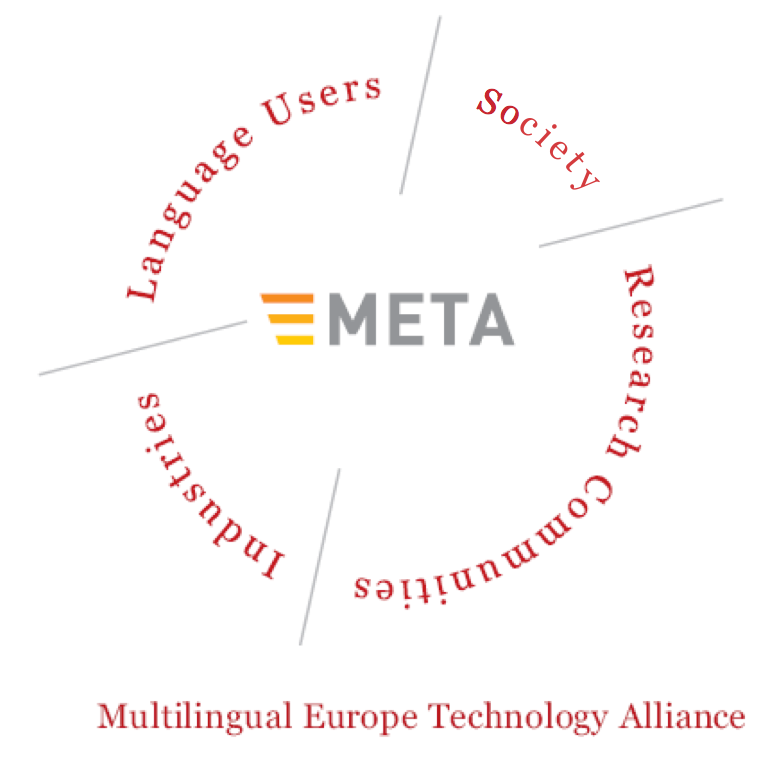 Language Users
Society
META
Research Communities
Industries
Multilingual Europe Technology Alliance